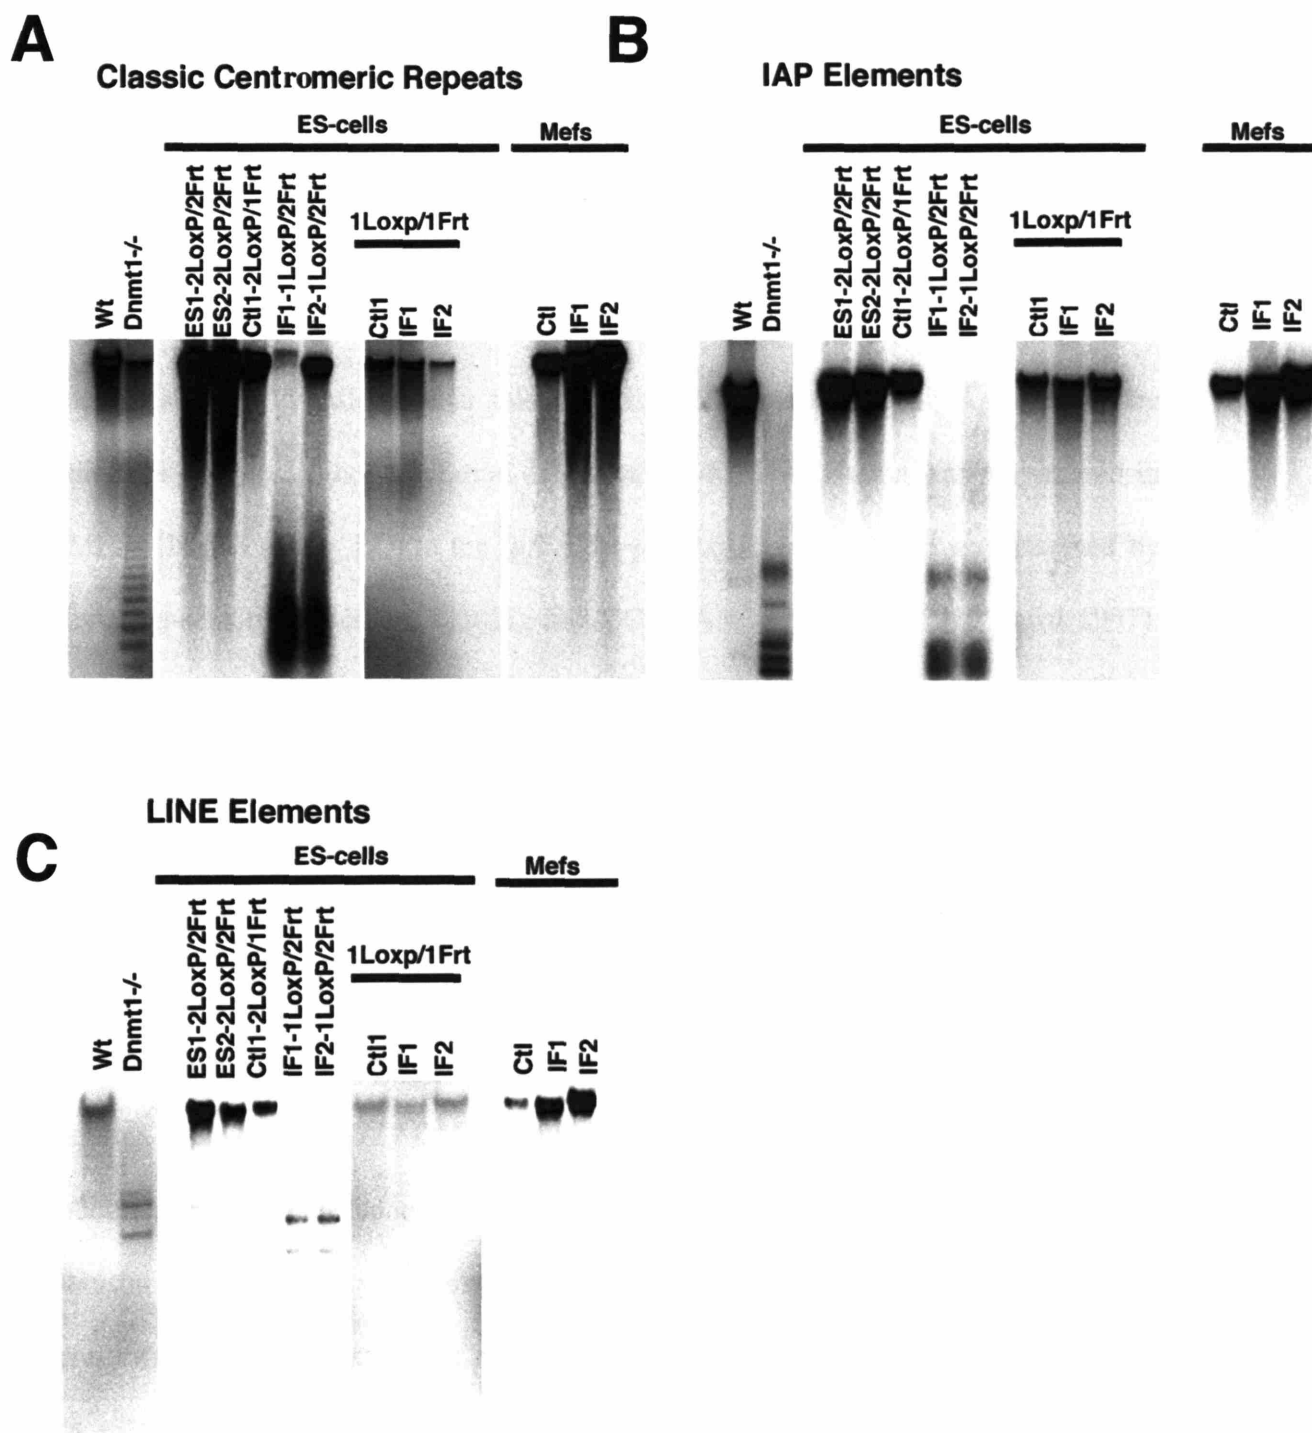 A
Classic Centromeric Repeats
ES-cells
Mefs
1Loxp/1Frt
Wt
Dnmt1-/-
ES1-2LoxP/2Frt
ES2-2LoxP/2Frt
Ctl1-2LoxP/1Frt
IF1-1LoxP/2Frt
IF2-1LoxP/2Frt
Ctl1
IF1
IF2
Ctl
IF1
IF2
B
IAP Elements
ES-cells
Mefs
1Loxp/1Frt
Wt
Dnmt1-/-
ES1-2LoxP/2Frt
ES2-2LoxP/2Frt
Ctl1-2LoxP/1Frt
IF1-1LoxP/2Frt
IF2-1LoxP/2Frt
Ctl1
IF1
IF2
Ctl
IF1
IF2
C
LINE Elements
ES-cells
Mefs
1Loxp/1Frt
Wt
Dnmt1-/-
ES1-2LoxP/2Frt
ES2-2LoxP/2Frt
Ctl1-2LoxP/1Frt
IF1-1LoxP/2Frt
IF2-1LoxP/2Frt
Ctl1
IF1
IF2
Ctl
IF1
IF2